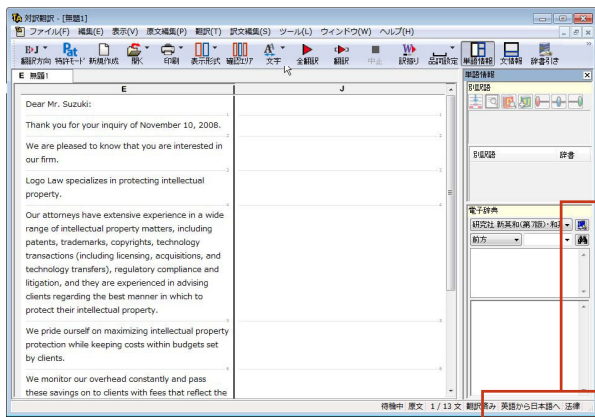 対訳翻訳 - [無題1]
ファイル(F) 編集(E) 表示(V) 原文編集(P) 翻訳(T) 訳文編集(S) ツール(L) ウィンドウ(W) ヘルプ(H)
翻訳方向 特許モード 新規作成 開く 印刷 表示形式 確認エリア 文字 全翻訳 翻訳 中止 訳振り 品詞設定 単語情報 文情報 辞書引き
E 無題1
E J
Dear Mr. Suzuki:
Thank you for your inquiry of November 10, 2008.
We are pleased to know that you are interested in
our firm.
Logo Law specializes in protecting intellectual
property.
Our attorneys have extensive experience in a wide
range of intellectual property matters, including
patents, trademarks, copyrights, technology
transactions (including licensing, acquisitions, and
technology transfers), regulatory compliance and
litigation, and they are experienced in advising
clients regarding the best manner in which to
protect their intellectual property.
We pride ourself on maximizing intellectual property
protection while keeping costs within budgets set
by clients.
We monitor our overhead constantly and pass
these savings on to clients with fees that reflect the
単語情報
別訳語
別訳語 辞書
電子辞典
研究社 新英和(第7版)・和英
前方
待機中 原文 1 / 13 文 翻訳済み 英語から日本語へ 法律